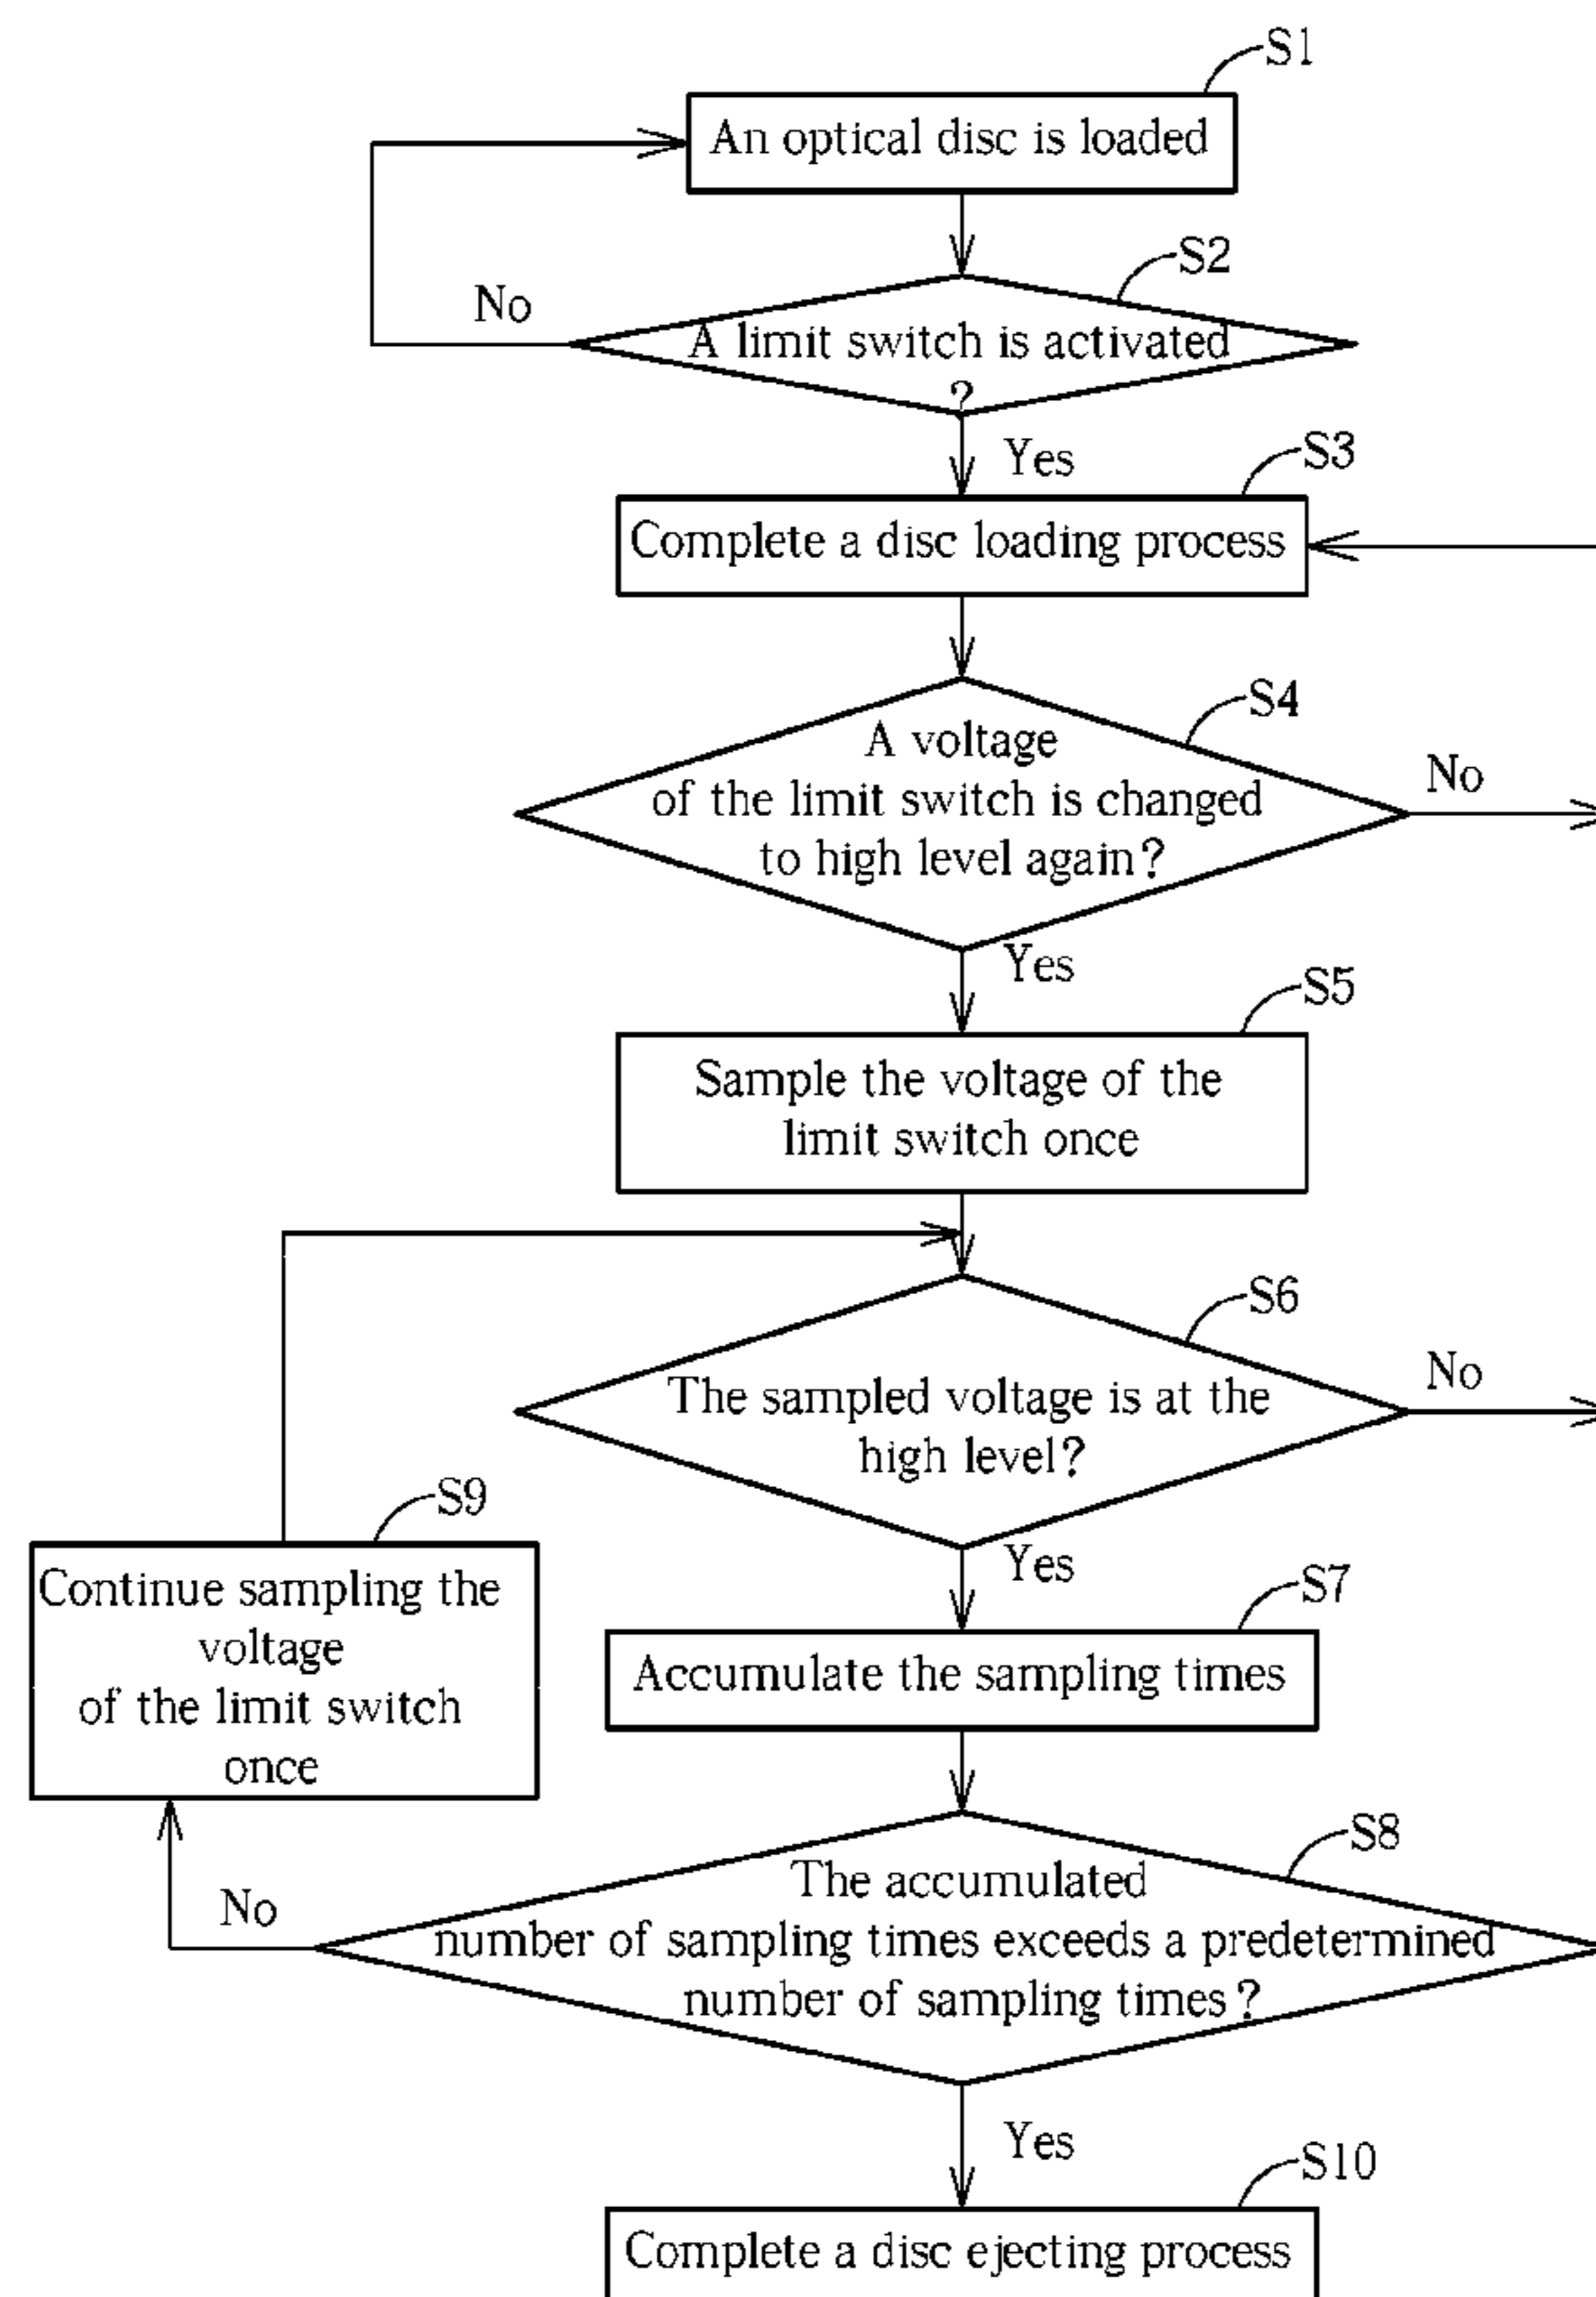 S1
An optical disc is loaded
S2
No
A limit switch is activated
?
Yes
S3
Complete a disc loading process
S4
A voltage
of the limit switch is changed
to high level again?
No
Yes
S5
Sample the voltage of the
limit switch once
S6
The sampled voltage is at the
high level?
No
Yes
S9
Continue sampling the
voltage
of the limit switch
once
S7
Accumulate the sampling times
S8
The accumulated
number of sampling times exceeds a predetermined
number of sampling times?
No
Yes
S10
Complete a disc ejecting process